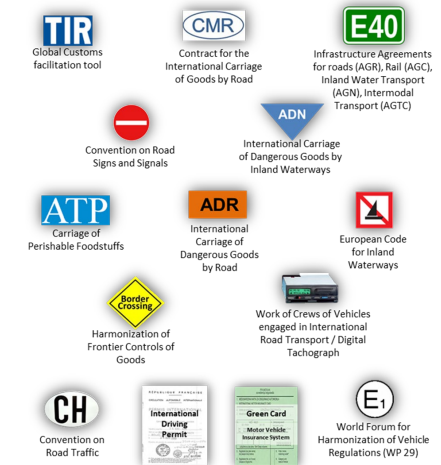 TIR
Global Customs
facilitation tool
CMR
Contract for the
International Carriage
of Goods by Road
E40
Infrastructure Agreements
for roads (AGR), Rail (AGC),
Inland Water Transport
(AGN), Intermodal
Transport (AGTC)
Convention on Road
Signs and Signals
ADN
International Carriage
of Dangerous Goods by
Inland Waterways
ATP
Carriage of
Perishable Foodstuffs
ADR
International
Carriage of
Dangerous Goods
by Road
European Code
for Inland
Waterways
Border
Crossing
Harmonization of
Frontier Controls of
Goods
Work of Crews of Vehicles
engaged in International
Road Transport / Digital
Tachograph
CH
Convention on
Road Traffic
REPUBLIQUE FRANÇAISE
International
Driving
Permit
Green Card
Motor Vehicle
Insurance System
E1
World Forum for
Harmonization of Vehicle
Regulations (WP 29)